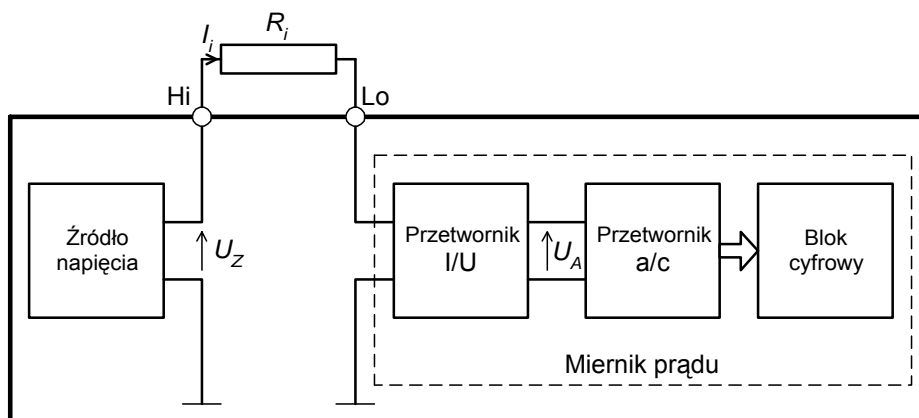 I_i
R_i
Hi
Lo
Źródło
napięcia
U_Z
Przetwornik
I/U
U_A
Przetwornik
a/c
Blok
cyfrowy
Miernik prądu